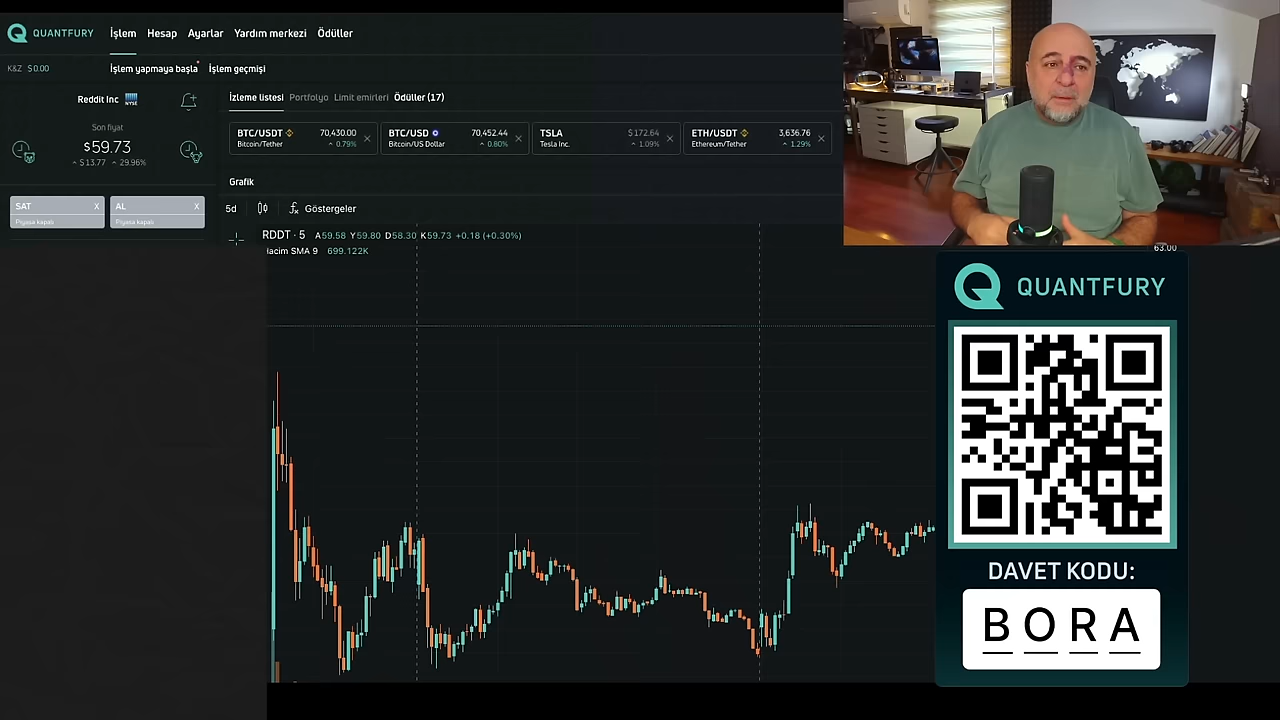 QUANTFURY
İşlem Hesap Ayarlar Yardım merkezi Ödüller
K&Z $0.00
İşlem yapmaya başla İşlem geçmişi
Reddit Inc NYSE
Son fiyat
$59.73
$13.77 29.96%
SAT X
Piyasa kapalı
AL X
Piyasa kapalı
İzleme listesi Portfolyo Limit emirleri Ödüller (17)
BTC/USDT 70,430.00
Bitcoin/Tether 0.79%
BTC/USD 70,452.44
Bitcoin/US Dollar 0.80%
TSLA $172.64
Tesla Inc. 1.09%
ETH/USDT 3,636.76
Ethereum/Tether 1.29%
Grafik
5d Göstergeler
RDDT · 5 A59.58 Y59.80 D58.30 K59.73 +0.18 (+0.30%)
Hacim SMA 9 699.122K
63.00
QUANTFURY
DAVET KODU:
BORA